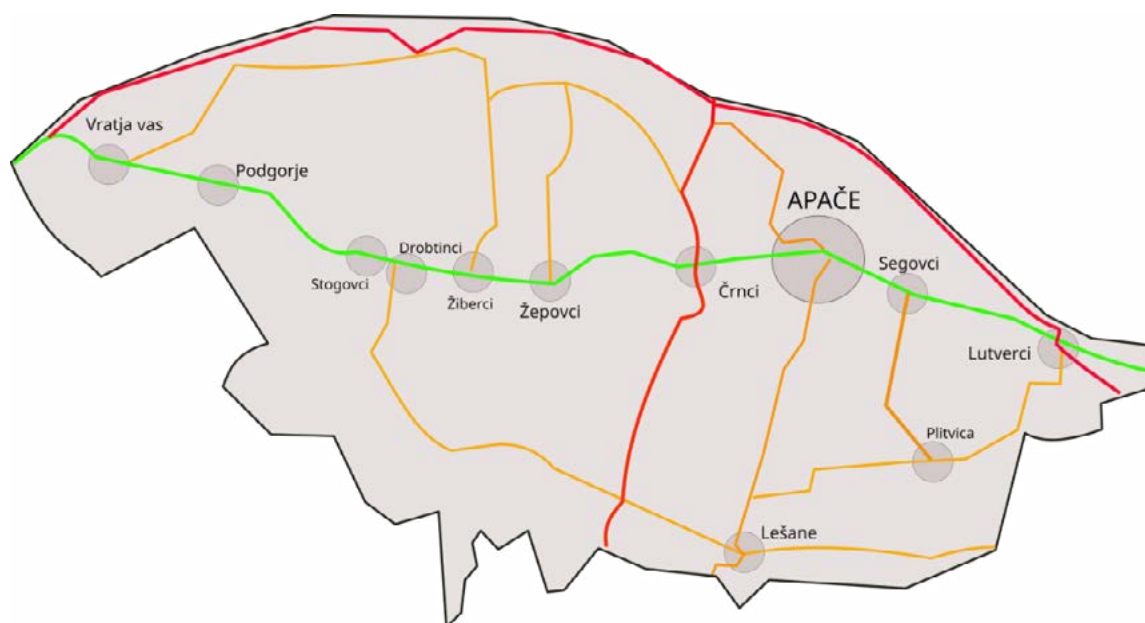 Vratja vas
Podgorje
APAČE
Drobtinci
Stogovci
Žiberci
Žepovci
Črnci
Segovci
Lutverci
Plitvica
Lešane